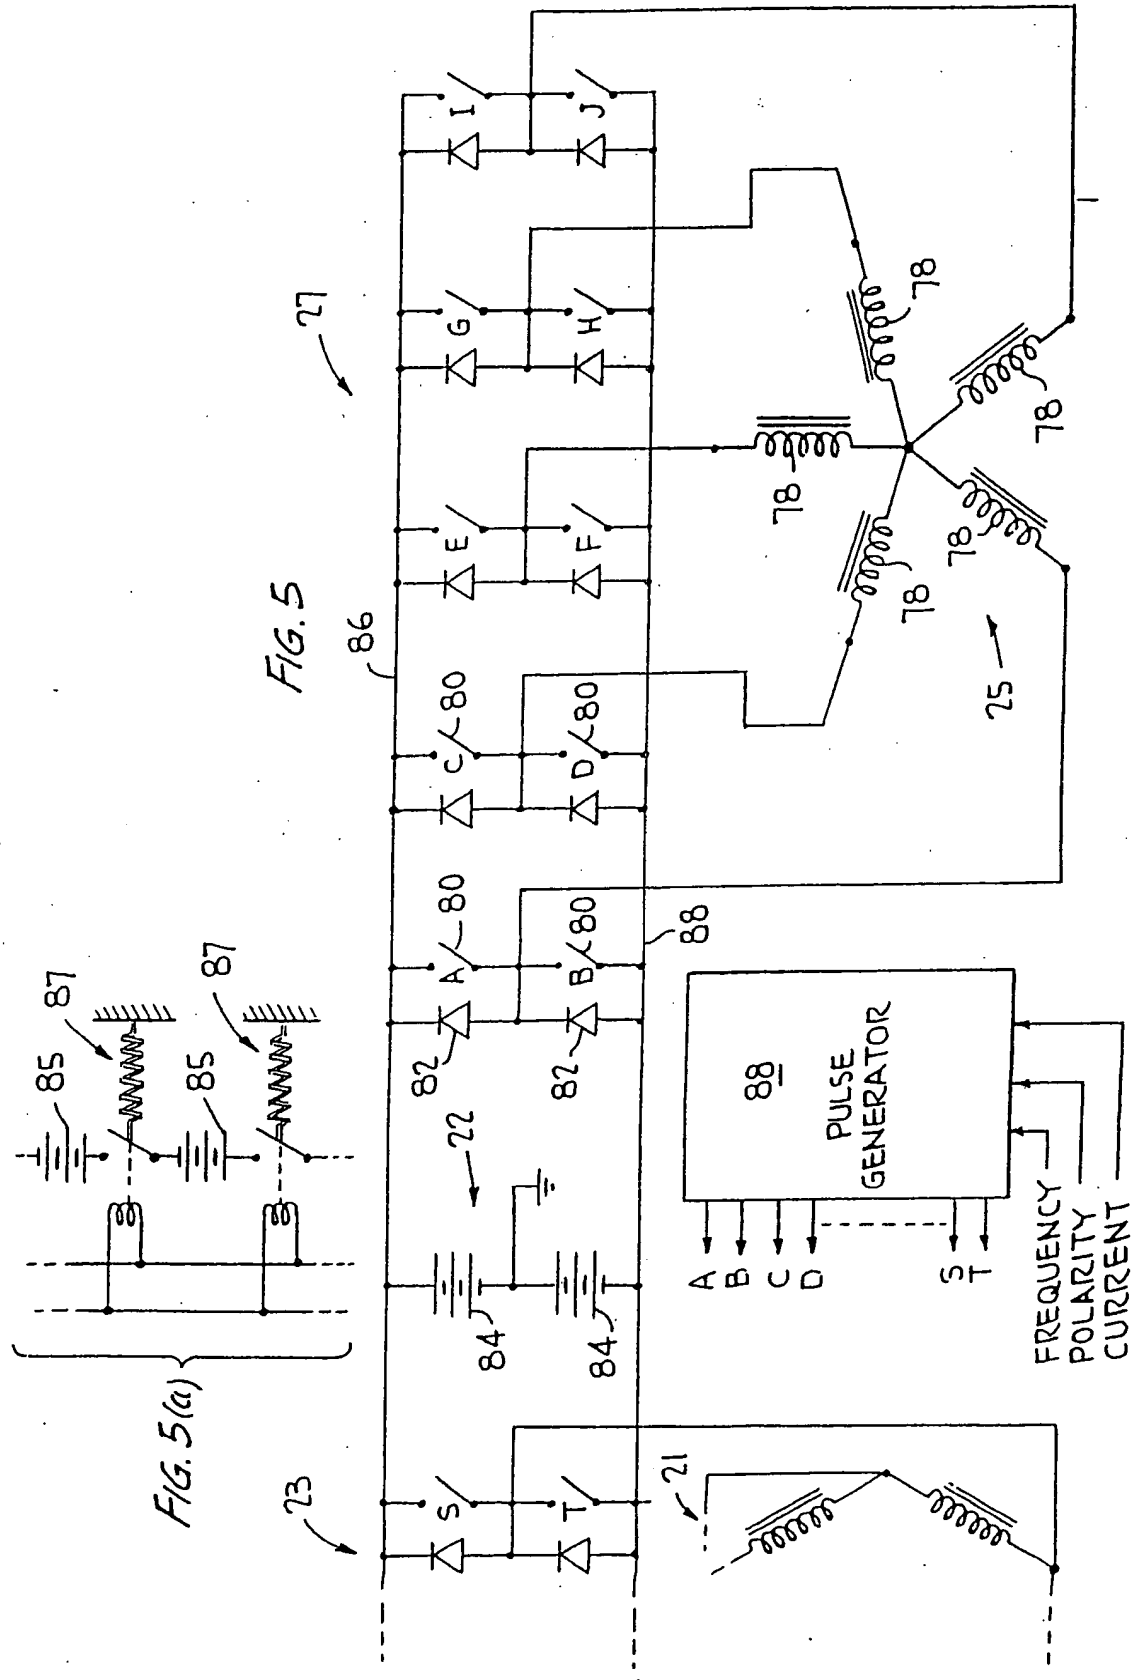 FIG. 5(a)
85
87
85
87
FIG. 5
23
22
86
27
S
T
84
84
82
A
80
82
B
80
C
80
D
80
E
F
G
H
I
J
88
21
A
B
C
D
S
T
88
PULSE
GENERATOR
FREQUENCY
POLARITY
CURRENT
25
78
78
78
78
78